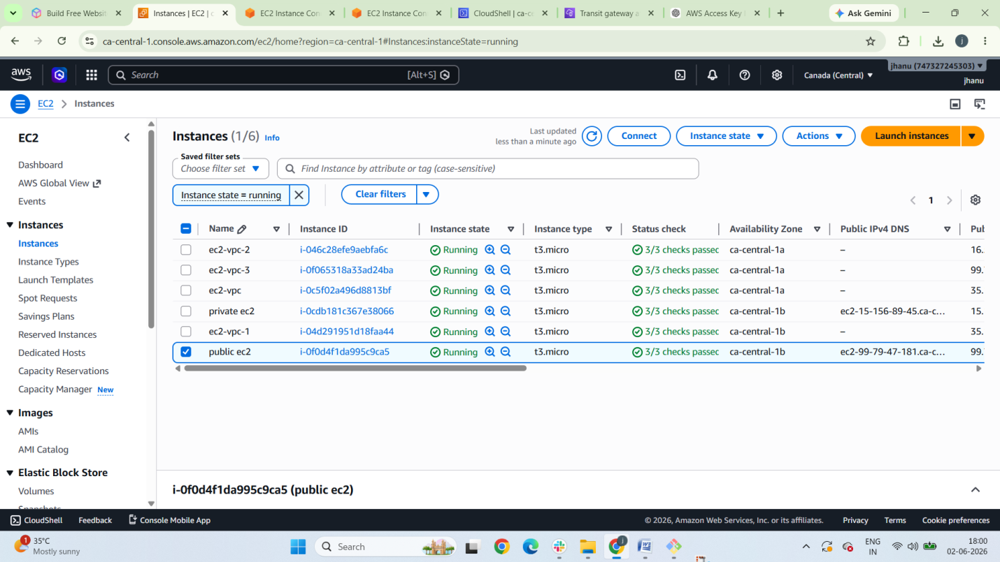 Build Free Websit
Instances | EC2 | c
EC2 Instance Con
EC2 Instance Con
CloudShell | ca-ce
Transit gateway a
AWS Access Key
Ask Gemini
ca-central-1.console.aws.amazon.com/ec2/home?region=ca-central-1#Instances:instanceState=running
j
aws
Search
[Alt+S]
Canada (Central)
jhanu (747327245303)
jhanu
EC2
Instances
EC2
Dashboard
AWS Global View
Events
Instances
Instances
Instance Types
Launch Templates
Spot Requests
Savings Plans
Reserved Instances
Dedicated Hosts
Capacity Reservations
Capacity Manager New
Images
AMIs
AMI Catalog
Elastic Block Store
Volumes
Snapshots
Instances (1/6) Info
Last updated
less than a minute ago
Connect
Instance state
Actions
Launch instances
Saved filter sets
Choose filter set
Find Instance by attribute or tag (case-sensitive)
Instance state = running
Clear filters
1
Name Instance ID Instance state Instance type Status check Availability Zone Public IPv4 DNS Pub
ec2-vpc-2 i-046c28efe9aebfa6c Running t3.micro 3/3 checks passed ca-central-1a – 16.
ec2-vpc-3 i-0f065318a33ad24ba Running t3.micro 3/3 checks passed ca-central-1a – 99.
ec2-vpc i-0c5f02a496d8813bf Running t3.micro 3/3 checks passed ca-central-1a – 35.
private ec2 i-0cdb181c367e38066 Running t3.micro 3/3 checks passed ca-central-1b ec2-15-156-89-45.ca-c... 15.
ec2-vpc-1 i-04d291951d18faa44 Running t3.micro 3/3 checks passed ca-central-1b – 35.
public ec2 i-0f0d4f1da995c9ca5 Running t3.micro 3/3 checks passed ca-central-1b ec2-99-79-47-181.ca-c... 99.
i-0f0d4f1da995c9ca5 (public ec2)
CloudShell
Feedback
Console Mobile App
© 2026, Amazon Web Services, Inc. or its affiliates.
Privacy
Terms
Cookie preferences
1
35°C
Mostly sunny
Search
j
ENG
IN
18:00
02-06-2026